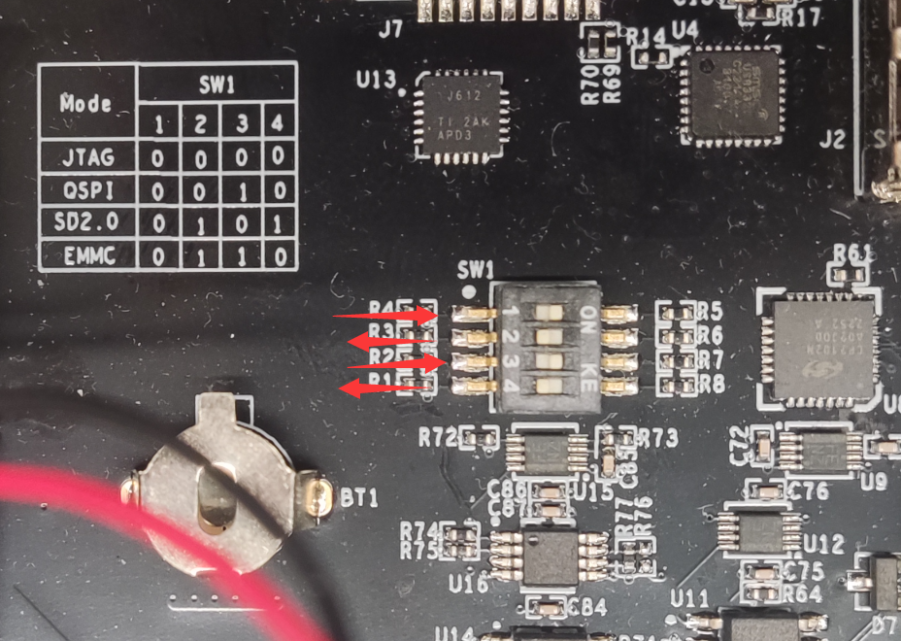 J7
R14
U4
R17
R70
R69
U13
J612
TI 2AK
APD3
J2
S
Mode
SW1
1 2 3 4
JTAG 0 0 0 0
QSPI 0 0 1 0
SD2.0 0 1 0 1
EMMC 0 1 1 0
SW1
R61
R4
R3
R2
R1
1
2
3
4
ON
KE
R5
R6
R7
R8
R72
R73
C85
C72
U9
BT1
C86
U15
C87
C76
R74
R75
R77
R76
U12
U16
C75
R64
C84
U11
U14
D7